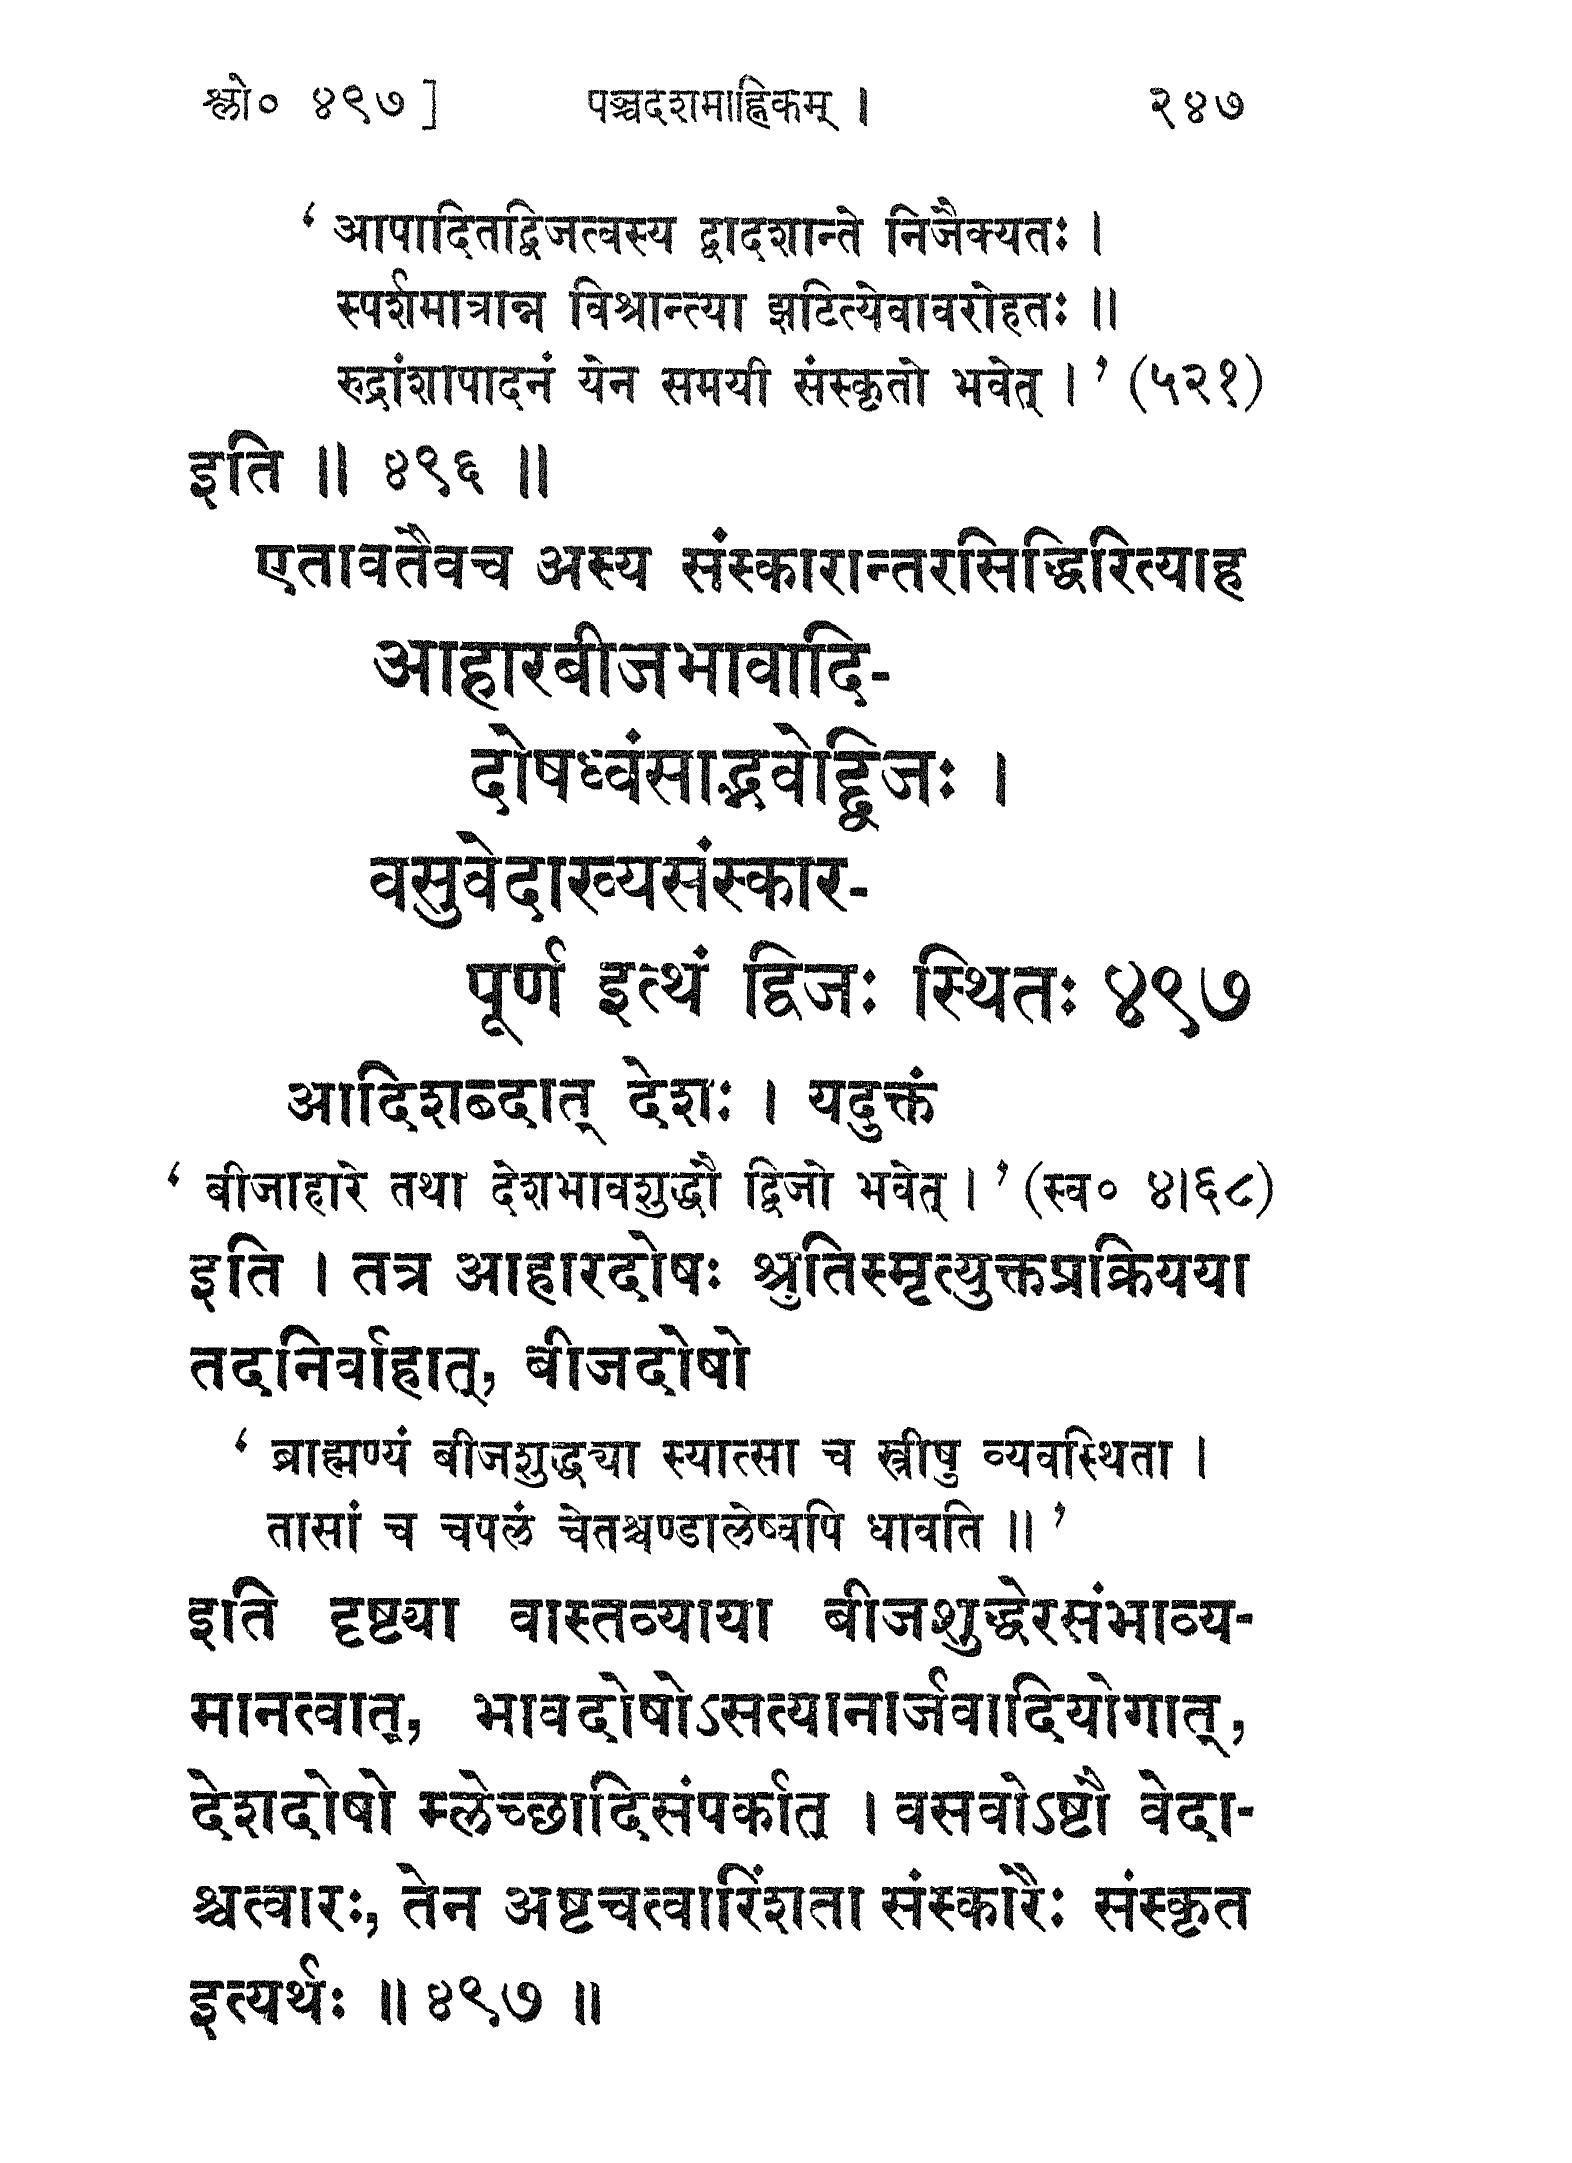 श्लो० ४९७] पञ्चदशमाह्निकम् । २४७
‘ आपादितद्विजत्वस्य द्वादशान्ते निजैक्यतः ।
स्पर्शमात्रान्न विश्रान्त्या झटित्येवावरोहतः ॥
रुद्रांशापादनं येन समयी संस्कृतो भवेत् । ’ (५२१)
इति ॥ ४९६ ॥
एतावतैवच अस्य संस्कारान्तरसिद्धिरित्याह
आहारबीजभावादि-
दोषध्वंसाद्भवोद्द्विजः ।
वसुवेदाख्यसंस्कार-
पूर्ण इत्थं द्विजः स्थितः ४९७
आदिशब्दात् देशः । यदुक्तं
‘ बीजाहारे तथा देशभावशुद्धौ द्विजो भवेत् । ’ (स्व० ४।६८)
इति । तत्र आहारदोषः श्रुतिस्मृत्युक्तप्रक्रियया
तदनिर्वाहात्, बीजदोषो
‘ ब्राह्मण्यं बीजशुद्ध्या स्यात्सा च स्त्रीषु व्यवस्थिता ।
तासां च चपलं चेतश्चण्डालेष्वपि धावति ॥ ’
इति दृष्ट्या वास्तव्याया बीजशुद्धेरसंभाव्य-
मानत्वात्, भावदोषोऽसत्यानार्जवादियोगात्,
देशदोषो म्लेच्छादिसंपर्कात् । वसवोऽष्टौ वेदा-
श्चत्वारः, तेन अष्टचत्वारिंशता संस्कारैः संस्कृत
इत्यर्थः ॥ ४९७ ॥